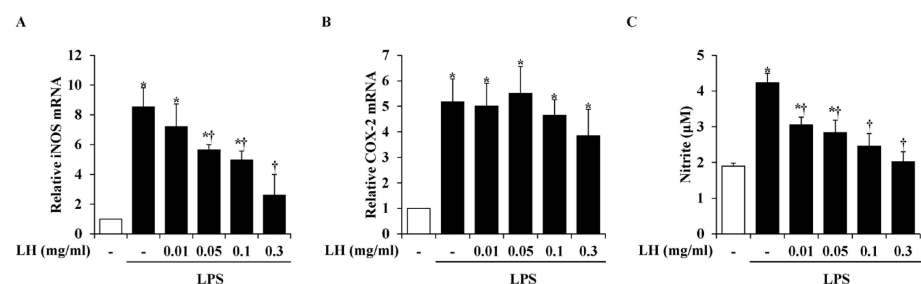 A
Relative iNOS mRNA
12
10
8
6
4
2
0
*
*
*†
*†
†
LH (mg/ml)
- - 0.01 0.05 0.1 0.3
LPS
B
Relative COX-2 mRNA
7
6
5
4
3
2
1
0
*
*
*
*
*
LH (mg/ml)
- - 0.01 0.05 0.1 0.3
LPS
C
Nitrite (µM)
5
4
3
2
1
0
*
*†
*†
†
†
LH (mg/ml)
- - 0.01 0.05 0.1 0.3
LPS